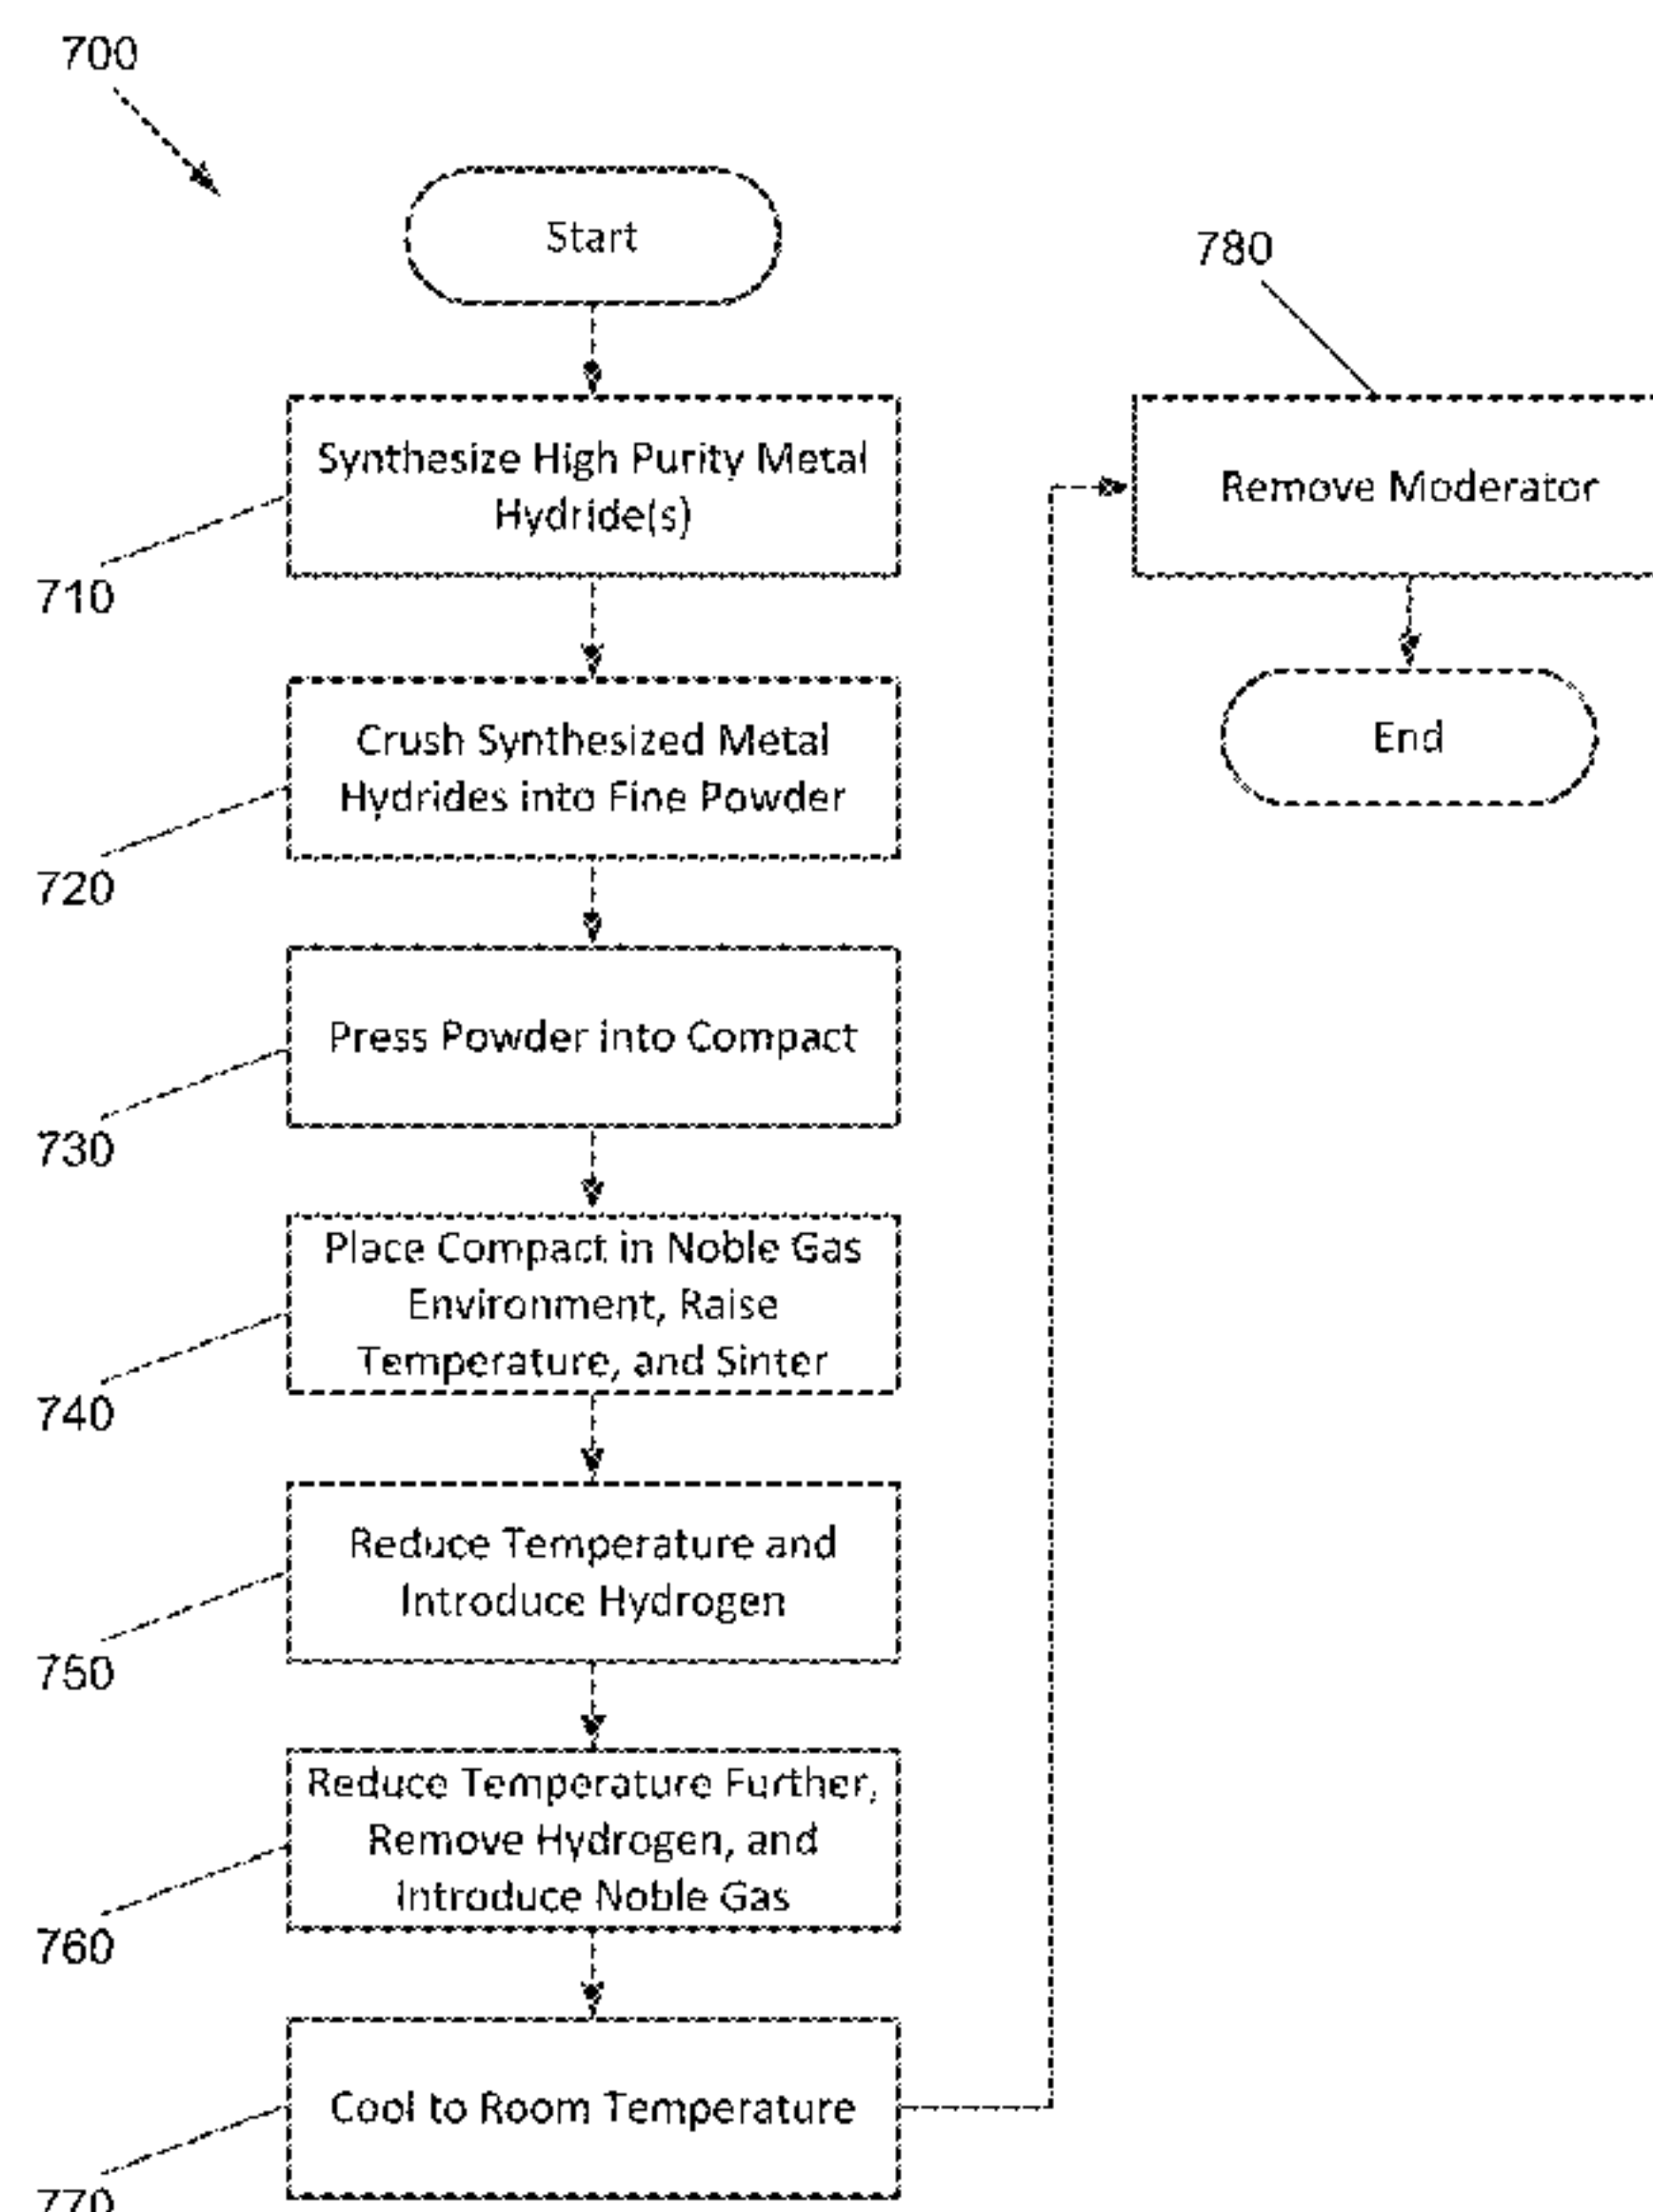 700
Start
Synthesize High Purity Metal
Hydride(s)
710
Crush Synthesized Metal
Hydrides into Fine Powder
720
Press Powder into Compact
730
Place Compact in Noble Gas
Environment, Raise
Temperature, and Sinter
740
Reduce Temperature and
Introduce Hydrogen
750
Reduce Temperature Further,
Remove Hydrogen, and
Introduce Noble Gas
760
Cool to Room Temperature
770
780
Remove Moderator
End